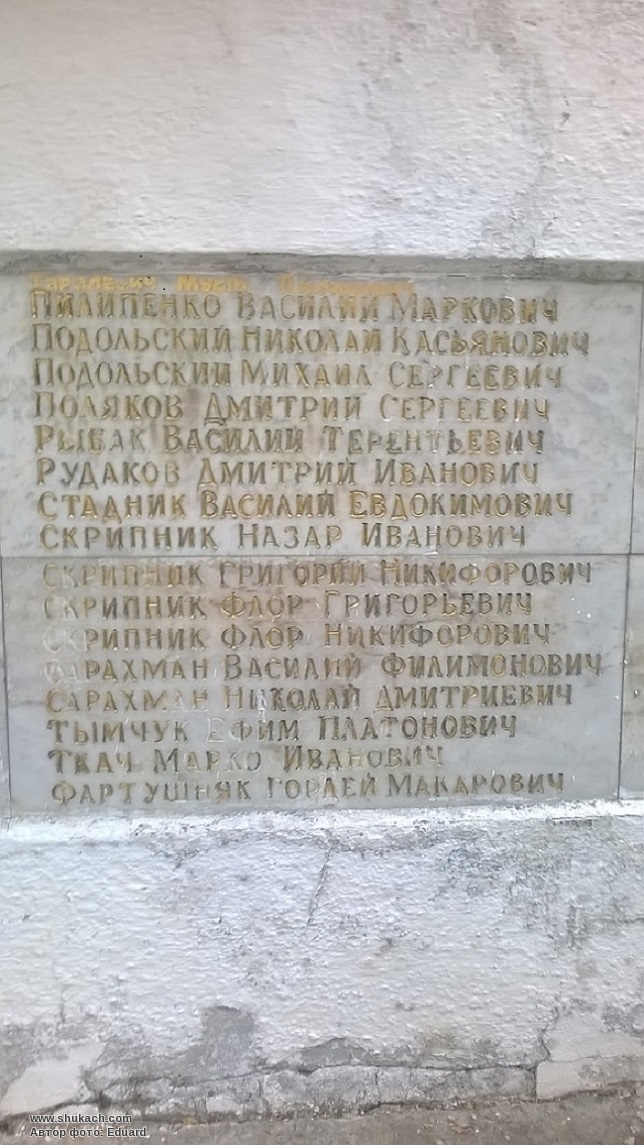 Мусій
ПИЛИПЕНКО ВАСИЛИЙ МАРКОВИЧ
ПОДОЛЬСКИЙ НИКОЛАЙ КАСЬЯНОВИЧ
ПОДОЛЬСКИЙ МИХАИЛ СЕРГЕЕВИЧ
ПОЛЯКОВ ДМИТРИЙ СЕРГЕЕВИЧ
РЫБАК ВАСИЛИЙ ТЕРЕНТЬЕВИЧ
РУДАКОВ ДМИТРИЙ ИВАНОВИЧ
СТАДНИК ВАСИЛИЙ ЕВДОКИМОВИЧ
СКРИПНИК НАЗАР ИВАНОВИЧ
СКРИПНИК ГРИГОРИЙ НИКИФОРОВИЧ
СКРИПНИК ФЛОР ГРИГОРЬЕВИЧ
СКРИПНИК ФЛОР НИКИФОРОВИЧ
САРАХМАН ВАСИЛИЙ ФИЛИМОНОВИЧ
САРАХМАН НИКОЛАЙ ДМИТРИЕВИЧ
ТЫМЧУК ЕФИМ ПЛАТОНОВИЧ
ТКАЧ МАРКО ИВАНОВИЧ
ФАРТУШНЯК ГОРДЕЙ МАКАРОВИЧ
www.shukach.com
Автор фото: Eduard